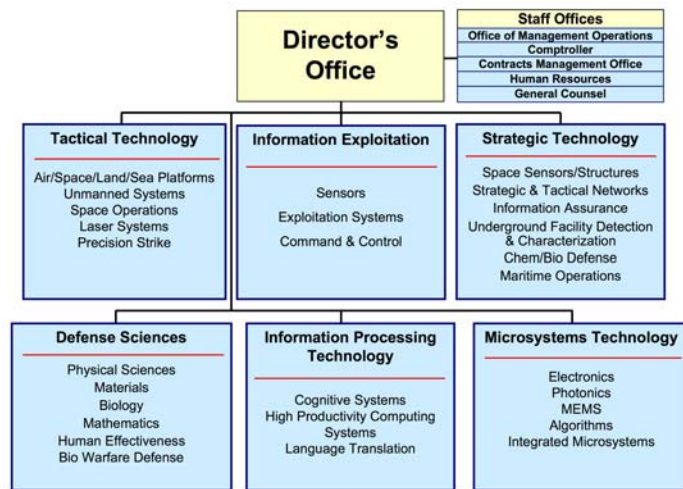 Director's
Office
Staff Offices
Office of Management Operations
Comptroller
Contracts Management Office
Human Resources
General Counsel
Tactical Technology
Air/Space/Land/Sea Platforms
Unmanned Systems
Space Operations
Laser Systems
Precision Strike
Information Exploitation
Sensors
Exploitation Systems
Command & Control
Strategic Technology
Space Sensors/Structures
Strategic & Tactical Networks
Information Assurance
Underground Facility Detection
& Characterization
Chem/Bio Defense
Maritime Operations
Defense Sciences
Physical Sciences
Materials
Biology
Mathematics
Human Effectiveness
Bio Warfare Defense
Information Processing
Technology
Cognitive Systems
High Productivity Computing
Systems
Language Translation
Microsystems Technology
Electronics
Photonics
MEMS
Algorithms
Integrated Microsystems